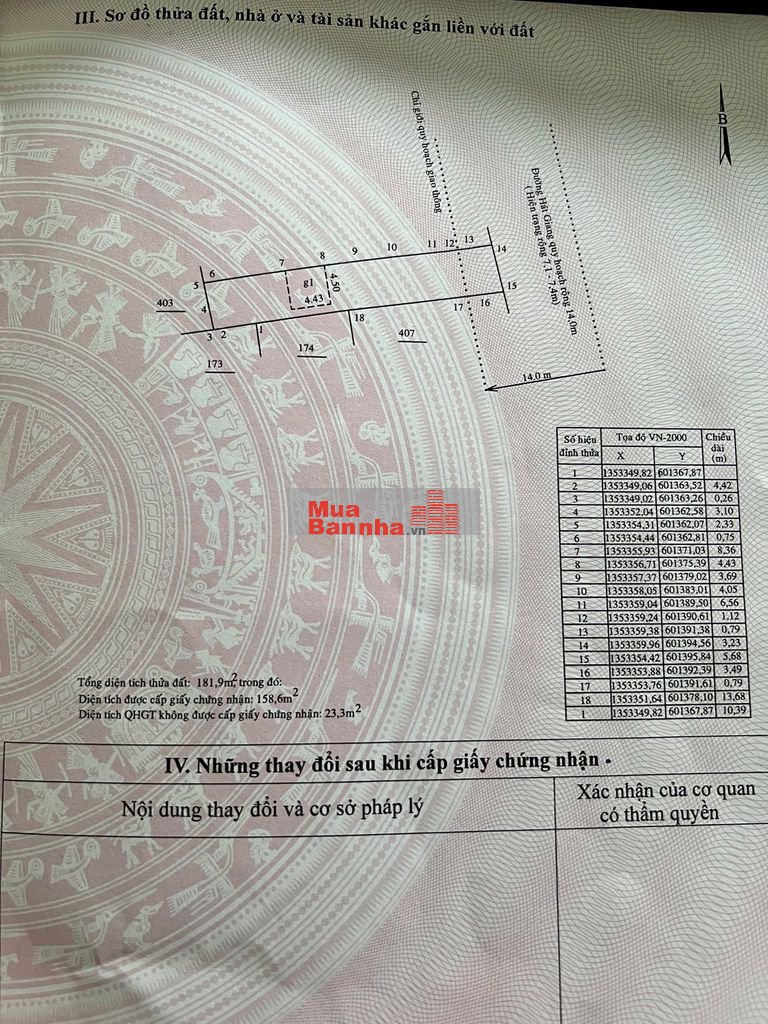 III. Sơ đồ thửa đất, nhà ở và tài sản khác gắn liền với đất
Chỉ giới quy hoạch giao thông
Đường Hải Giang quy hoạch rộng 14.0m
( Hiện trạng rộng 7,1 - 7,4m)
B
5 6 7 8 9 10 11 12 13 14
g1
4.50
4.43
403
4
3 2 1 18 17 16 15
173
174
407
14.0 m
Số hiệu đỉnh thửa Tọa độ VN-2000 Chiều dài (m)
X Y
1 1353349,82 601367,87
2 1353349,06 601363,52 4,42
3 1353349,02 601363,26 0,26
4 1353352,04 601362,58 3,10
5 1353354,31 601362,07 2,33
6 1353354,44 601362,81 0,75
7 1353355,93 601371,03 8,36
8 1353356,71 601375,39 4,43
9 1353357,37 601379,02 3,69
10 1353358,05 601383,01 4,05
11 1353359,04 601389,50 6,56
12 1353359,24 601390,61 1,12
13 1353359,38 601391,38 0,79
14 1353359,96 601394,56 3,23
15 1353354,42 601395,84 5,68
16 1353353,88 601392,39 3,49
17 1353353,76 601391,61 0,79
18 1353351,64 601378,10 13,68
1 1353349,82 601367,87 10,39
Mua
Bannha.vn
Tổng diện tích thửa đất: 181,9m2 trong đó:
Diện tích được cấp giấy chứng nhận: 158,6m2
Diện tích QHGT không được cấp giấy chứng nhận: 23,3m2
IV. Những thay đổi sau khi cấp giấy chứng nhận
Nội dung thay đổi và cơ sở pháp lý
Xác nhận của cơ quan
có thẩm quyền